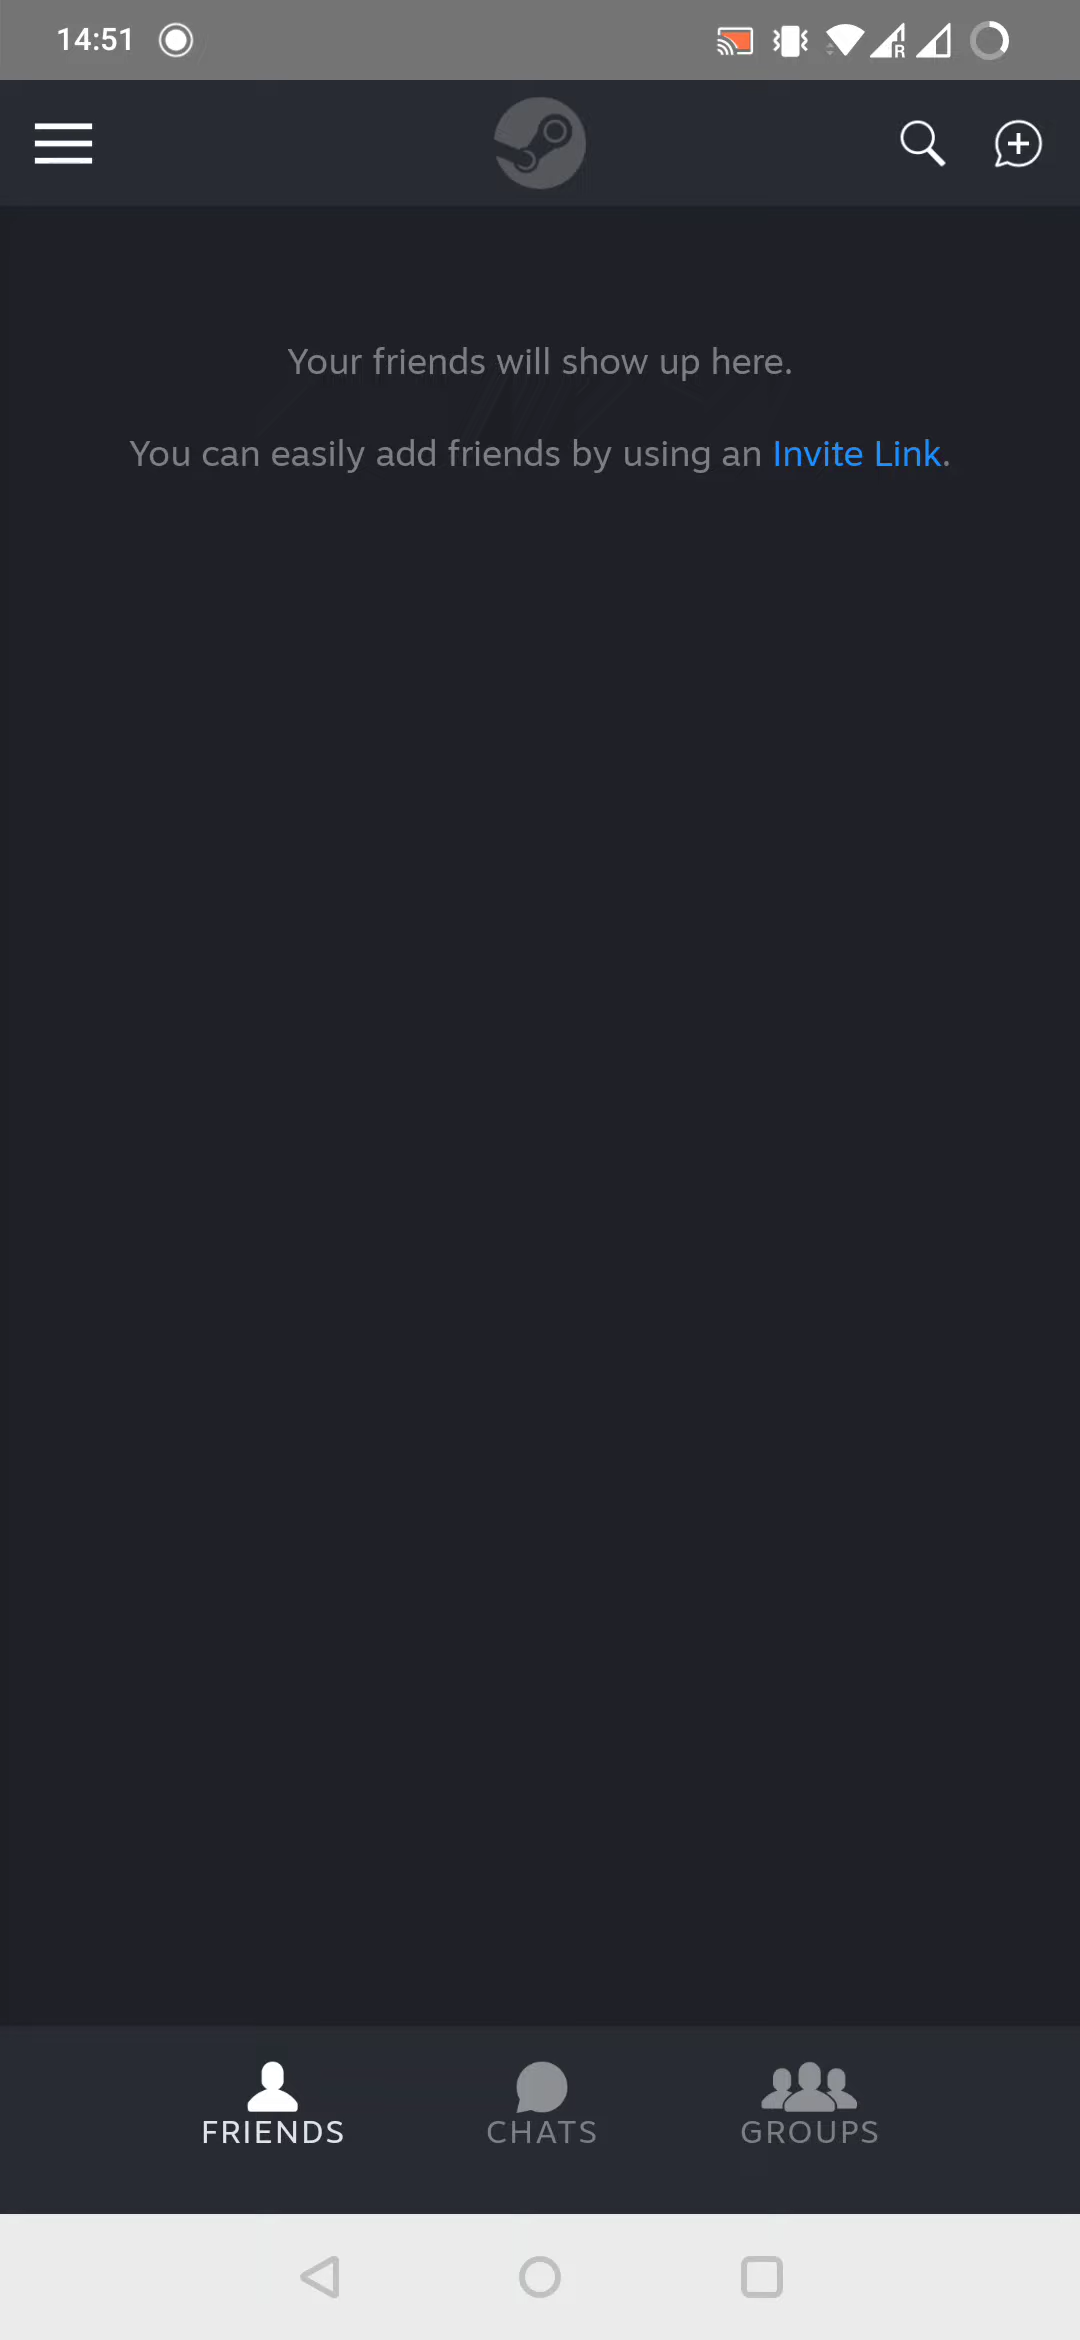 14:51
R
Your friends will show up here.
You can easily add friends by using an Invite Link.
FRIENDS
CHATS
GROUPS